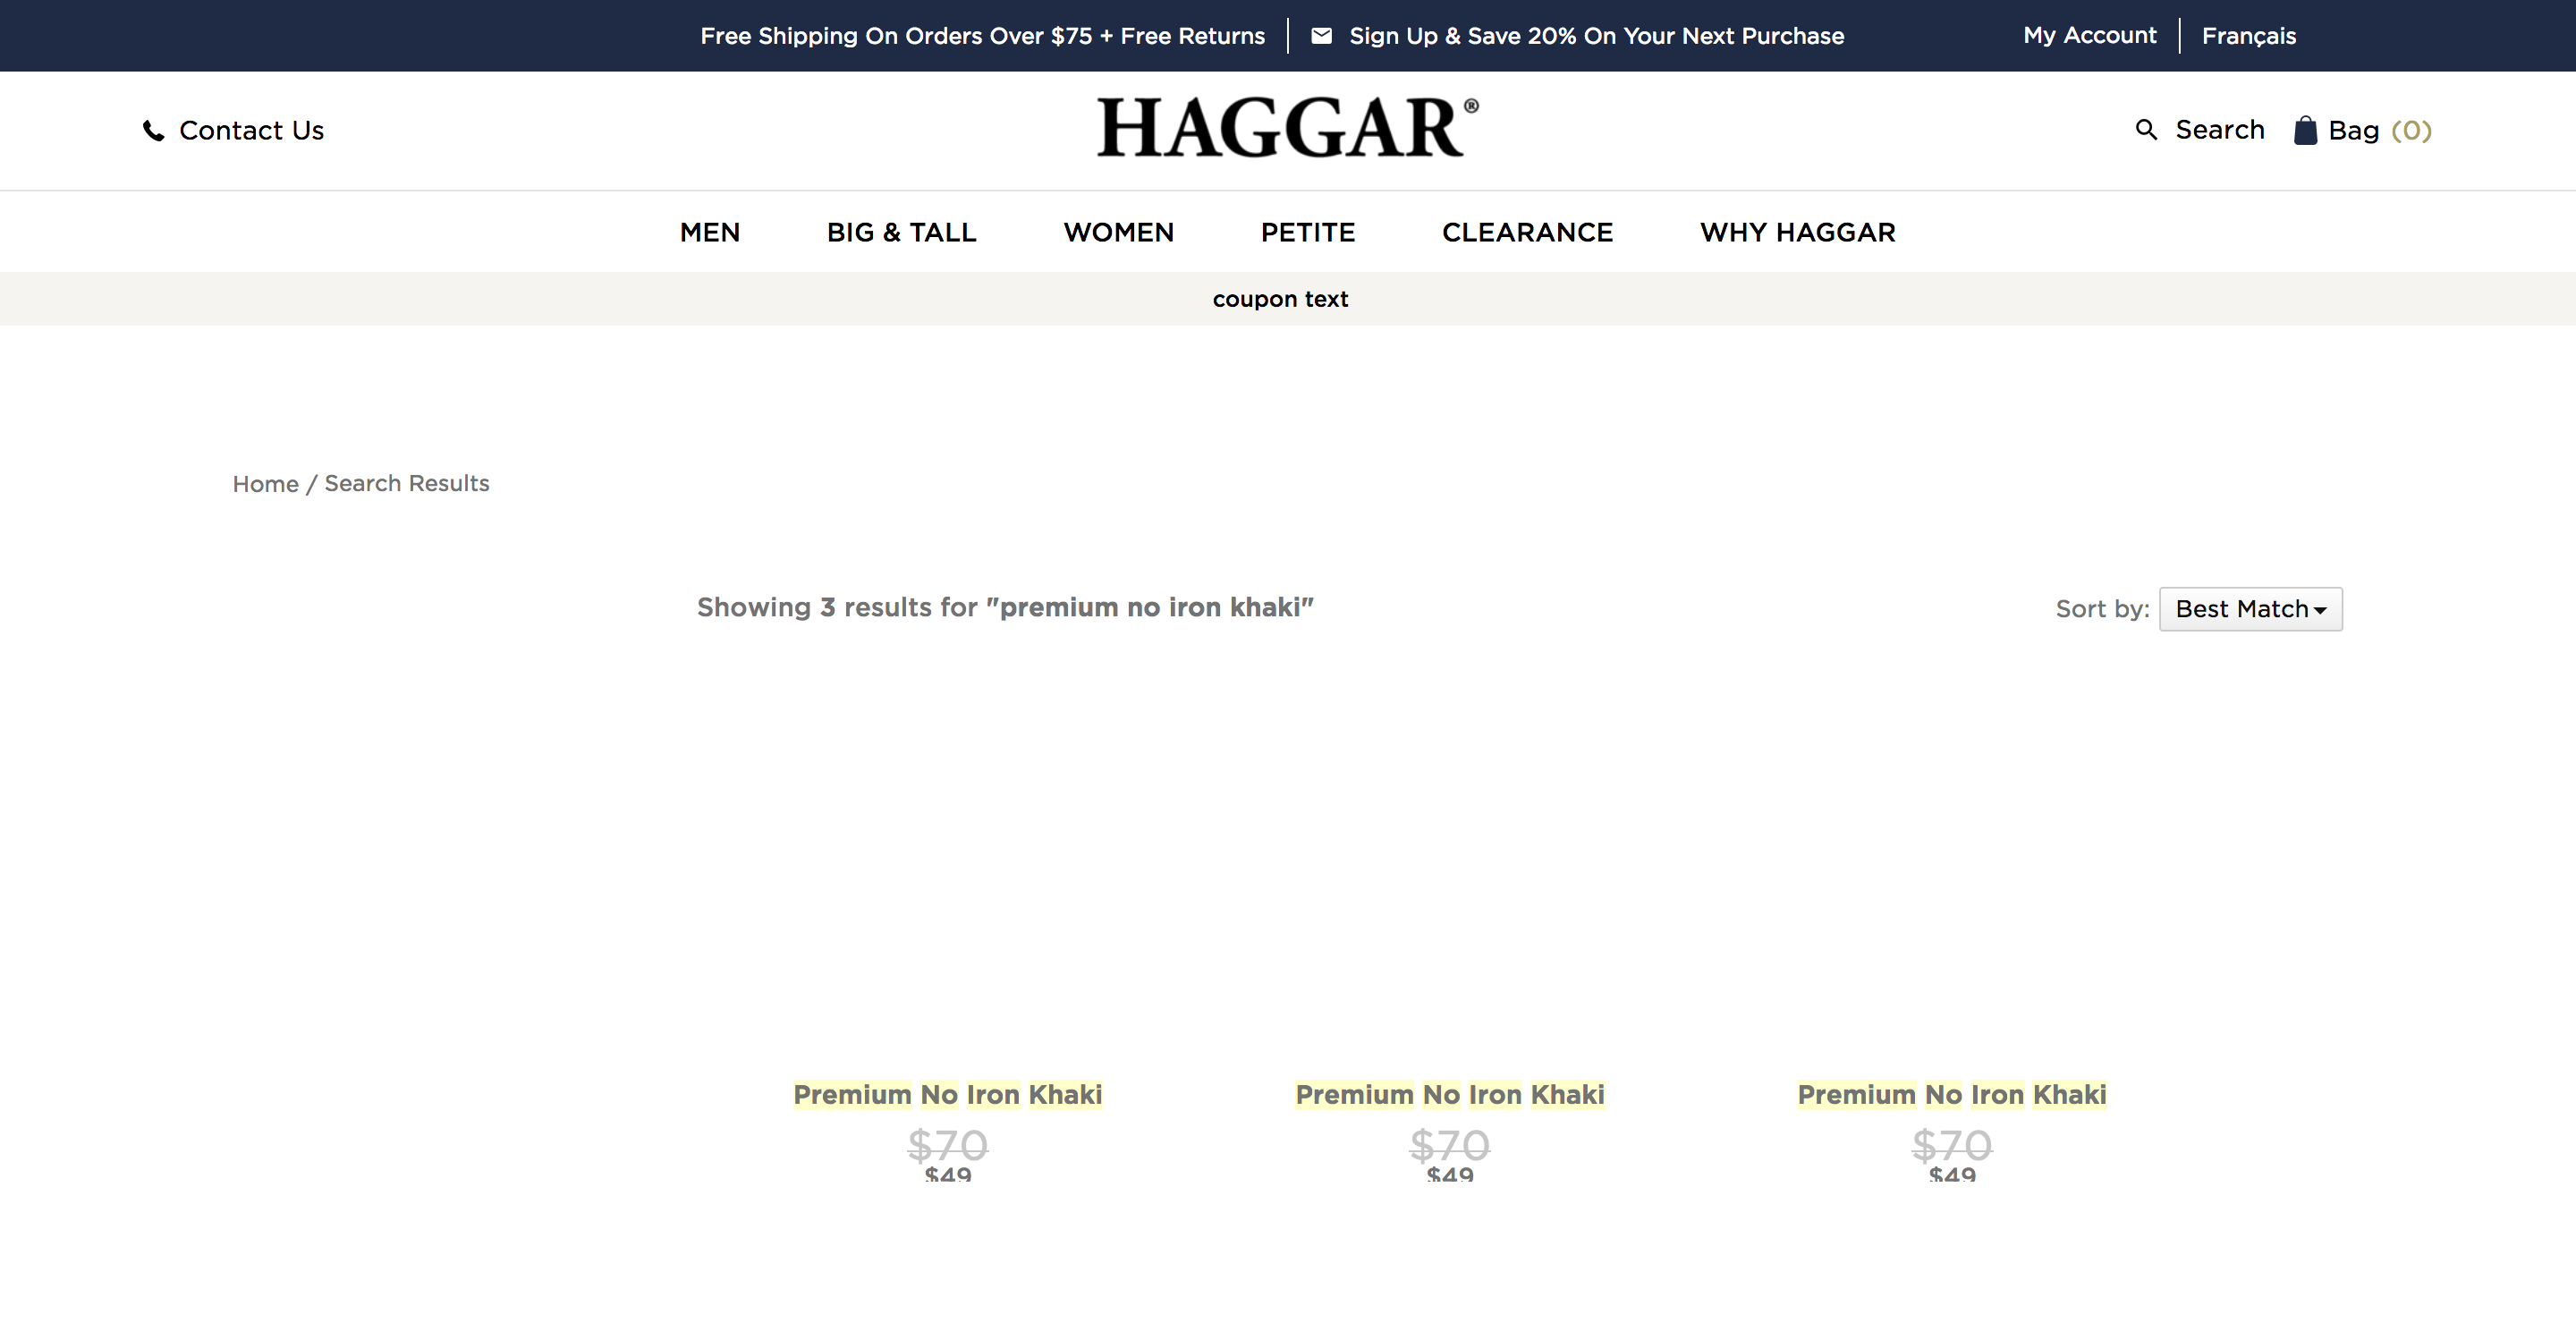 Free Shipping On Orders Over $75 + Free Returns
Sign Up & Save 20% On Your Next Purchase
My Account
Français
Contact Us
HAGGAR®
Search
Bag (0)
MEN
BIG & TALL
WOMEN
PETITE
CLEARANCE
WHY HAGGAR
coupon text
Home / Search Results
Showing 3 results for "premium no iron khaki"
Sort by: Best Match
Premium No Iron Khaki
$70
$49
Premium No Iron Khaki
$70
$49
Premium No Iron Khaki
$70
$49